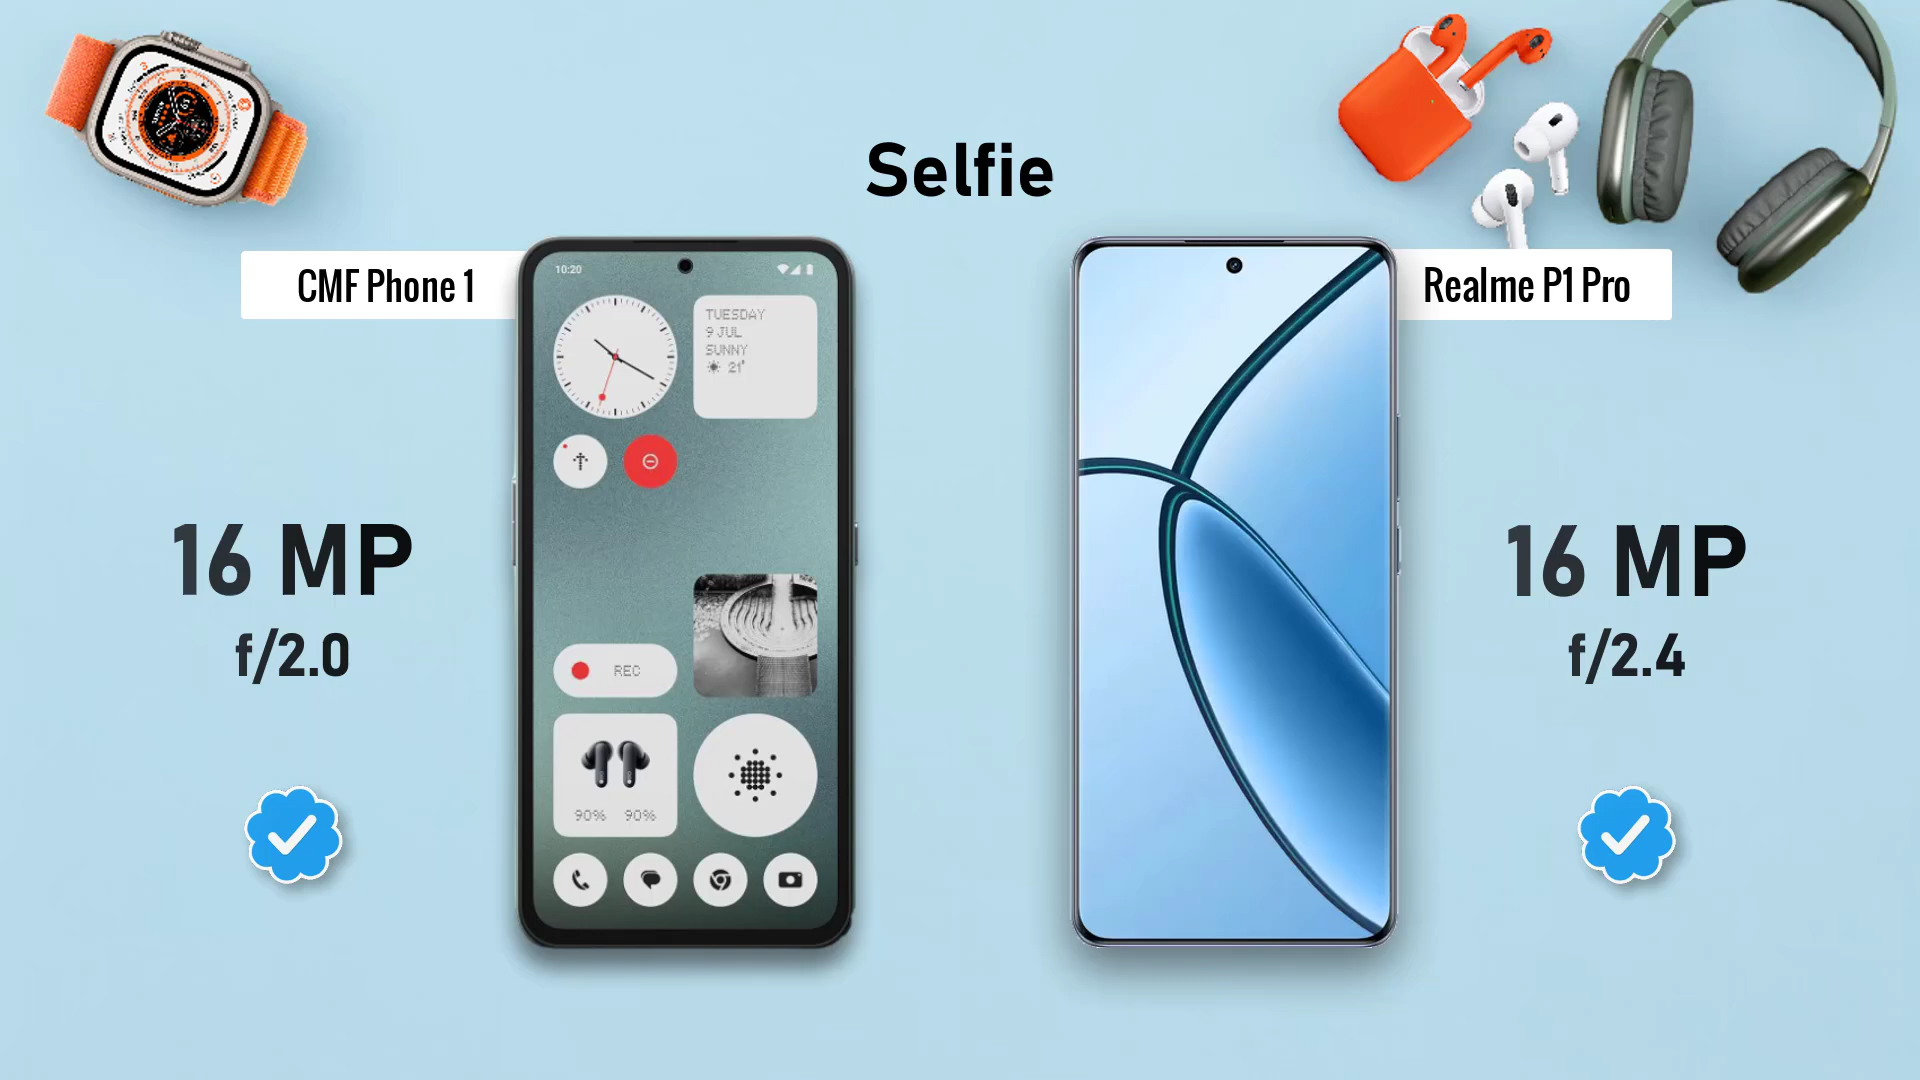 Selfie
CMF Phone 1
Realme P1 Pro
10:20
TUESDAY
9 JUL
SUNNY
21°
16 MP
f/2.0
REC
90% 90%
16 MP
f/2.4